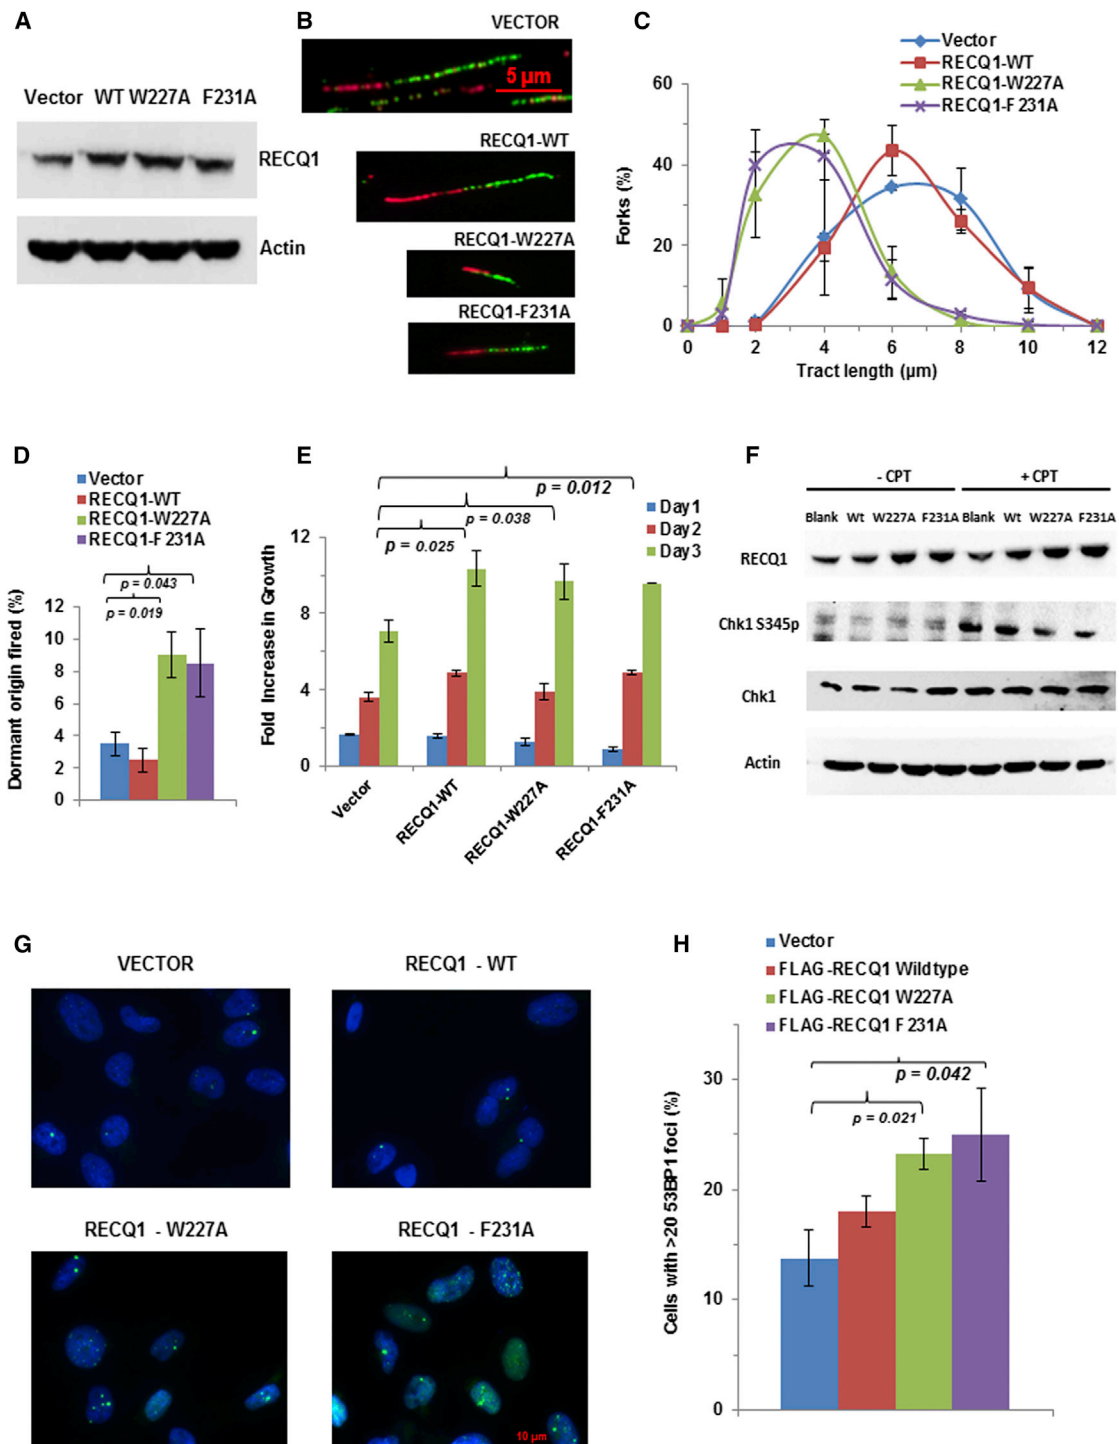 A
Vector WT W227A F231A
RECQ1
Actin
B
VECTOR
5 µm
RECQ1-WT
RECQ1-W227A
RECQ1-F231A
C
Vector
RECQ1-WT
RECQ1-W227A
RECQ1-F231A
Forks (%)
60
40
20
0
0 2 4 6 8 10 12
Tract length (µm)
D
Vector
RECQ1-WT
RECQ1-W227A
RECQ1-F231A
p = 0.043
p = 0.019
Dormant origin fired (%)
12
10
8
6
4
2
0
E
p = 0.012
p = 0.038
p = 0.025
Day1
Day2
Day3
Fold Increase in Growth
12
8
4
0
Vector
RECQ1-WT
RECQ1-W227A
RECQ1-F231A
F
- CPT + CPT
Blank Wt W227A F231A Blank Wt W227A F231A
RECQ1
Chk1 S345p
Chk1
Actin
G
VECTOR
RECQ1 - WT
RECQ1 - W227A
RECQ1 - F231A
10 µm
H
Vector
FLAG-RECQ1 Wildtype
FLAG-RECQ1 W227A
FLAG-RECQ1 F231A
p = 0.042
p = 0.021
Cells with >20 53BP1 foci (%)
30
20
10
0